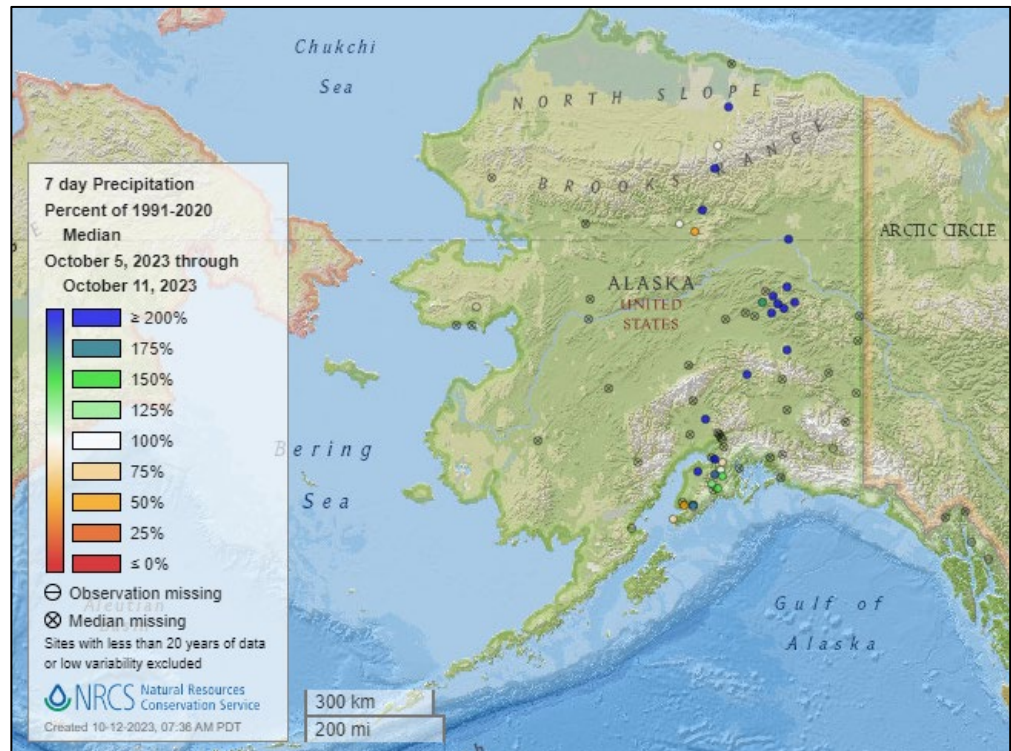 Chukchi
Sea
NORTH SLOPE
BROOKS RANGE
ARCTIC CIRCLE
ALASKA
UNITED
STATES
Bering
Sea
Gulf of
Alaska
7 day Precipitation
Percent of 1991-2020
Median
October 5, 2023 through
October 11, 2023
≥ 200%
175%
150%
125%
100%
75%
50%
25%
≤ 0%
Observation missing
Aleutian
Median missing
Sites with less than 20 years of data
or low variability excluded
NRCS Natural Resources
Conservation Service
Created 10-12-2023, 07:36 AM PDT
300 km
200 mi